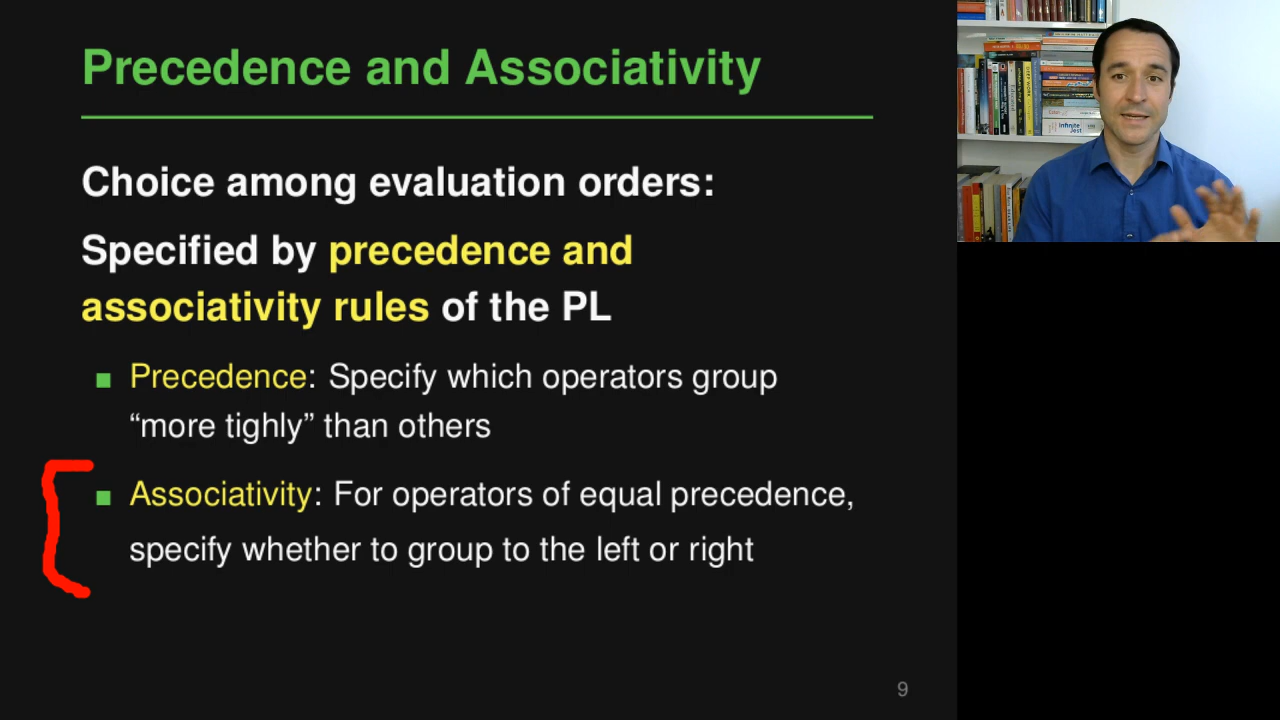 Precedence and Associativity
Choice among evaluation orders:
Specified by precedence and
associativity rules of the PL
■ Precedence: Specify which operators group
“more tighly” than others
■ Associativity: For operators of equal precedence,
specify whether to group to the left or right
9
Infinite
Jest